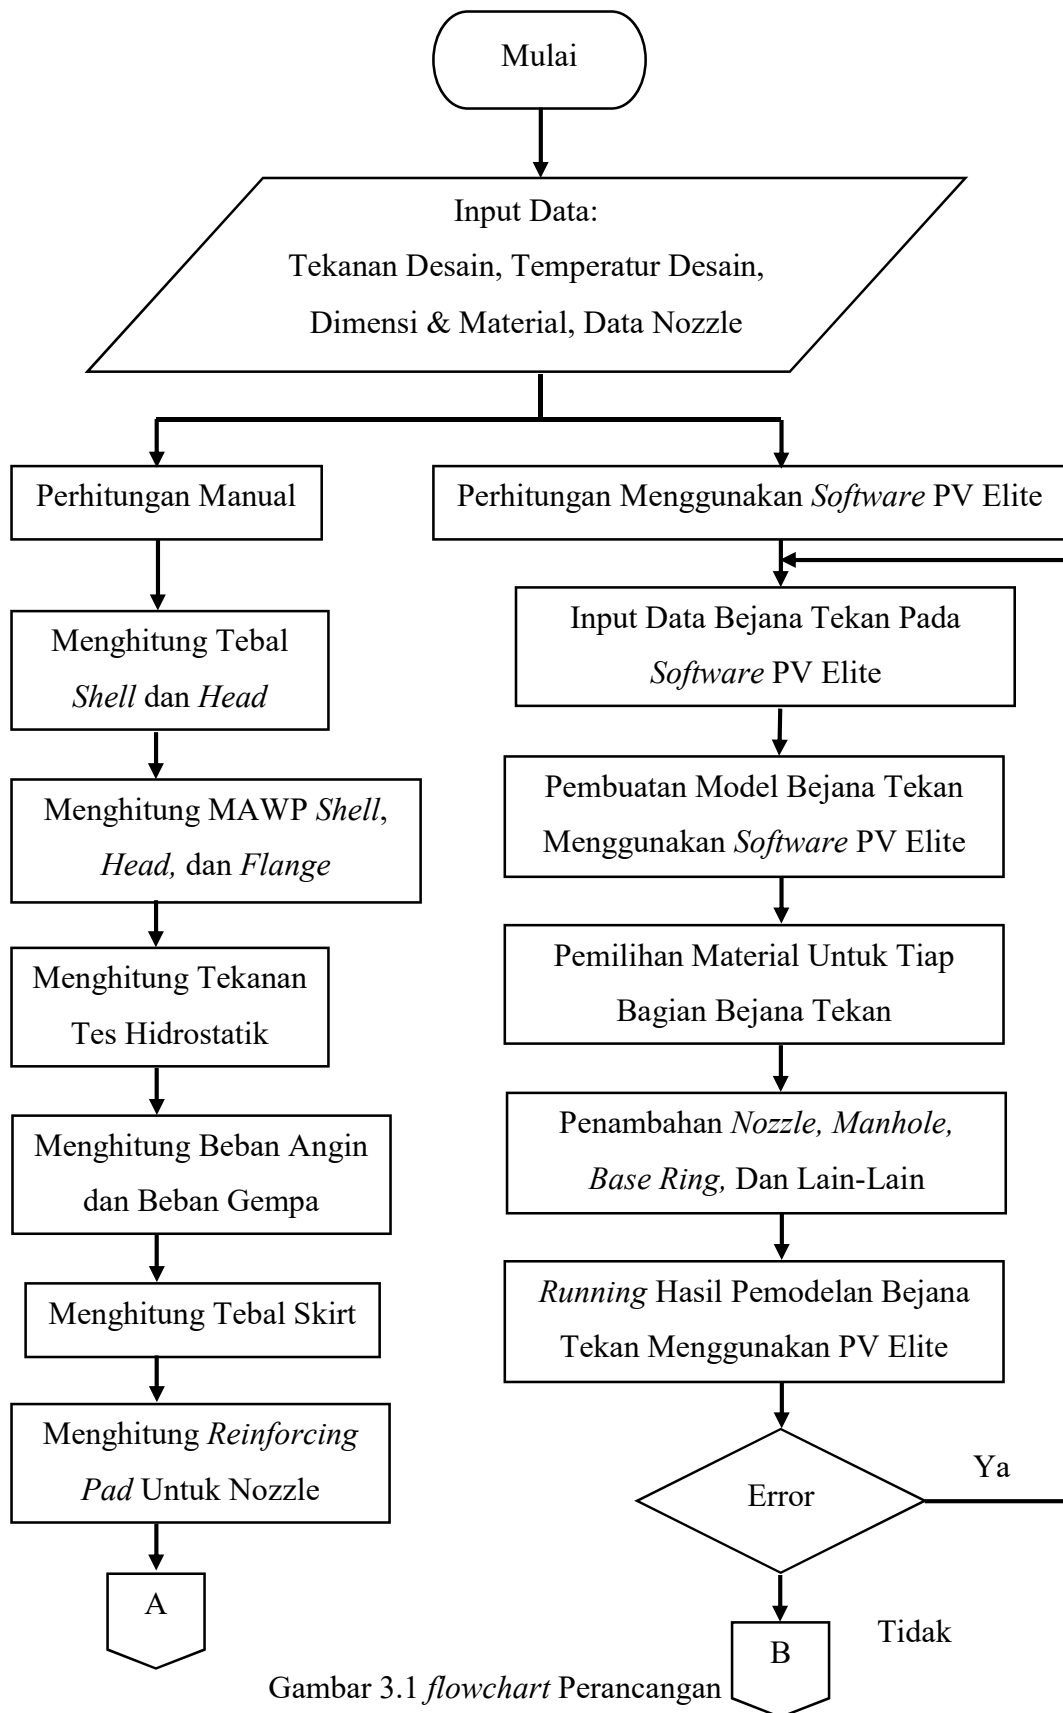 Mulai
Input Data:
Tekanan Desain, Temperatur Desain,
Dimensi & Material, Data Nozzle
Perhitungan Manual
Menghitung Tebal
Shell dan Head
Menghitung MAWP Shell,
Head, dan Flange
Menghitung Tekanan
Tes Hidrostatik
Menghitung Beban Angin
dan Beban Gempa
Menghitung Tebal Skirt
Menghitung Reinforcing
Pad Untuk Nozzle
A
Perhitungan Menggunakan Software PV Elite
Input Data Bejana Tekan Pada
Software PV Elite
Pembuatan Model Bejana Tekan
Menggunakan Software PV Elite
Pemilihan Material Untuk Tiap
Bagian Bejana Tekan
Penambahan Nozzle, Manhole,
Base Ring, Dan Lain-Lain
Running Hasil Pemodelan Bejana
Tekan Menggunakan PV Elite
Error
Ya
Tidak
B
Gambar 3.1 flowchart Perancangan